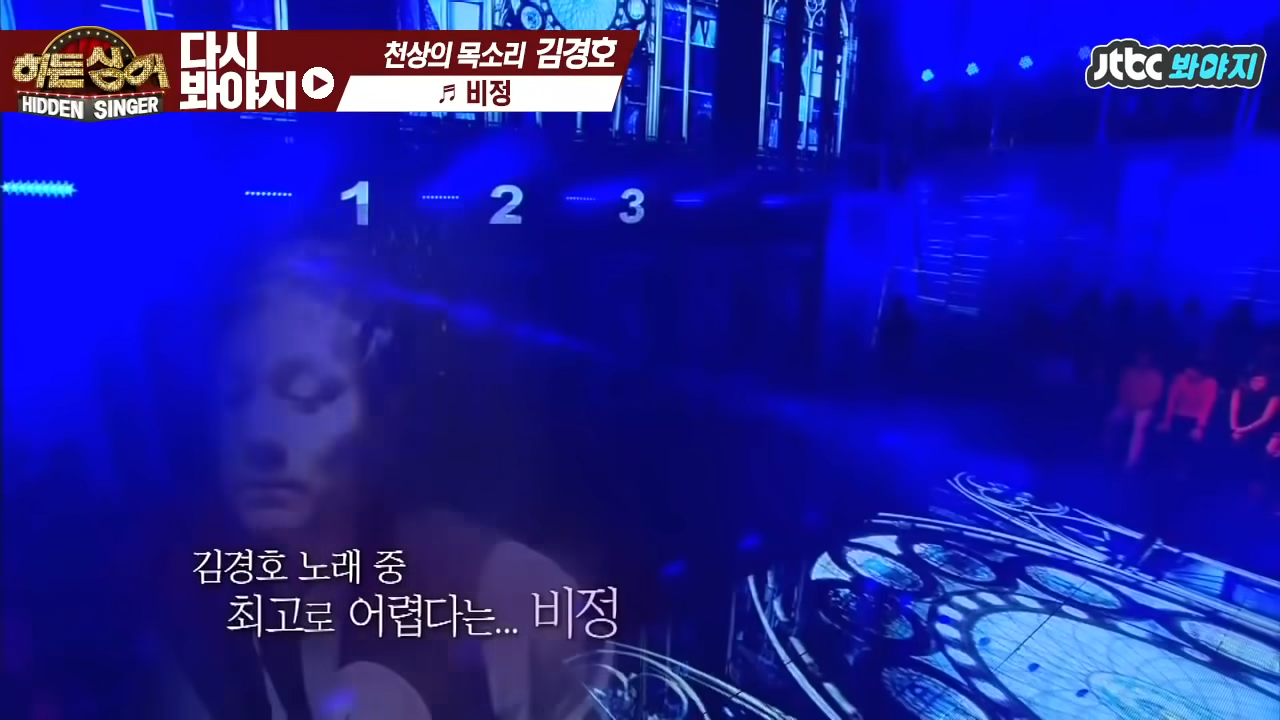 히든싱어
HIDDEN SINGER
다시
봐야지
천상의 목소리 김경호
♬ 비정
jtbc 봐야지
1 2 3
김경호 노래 중
최고로 어렵다는... 비정